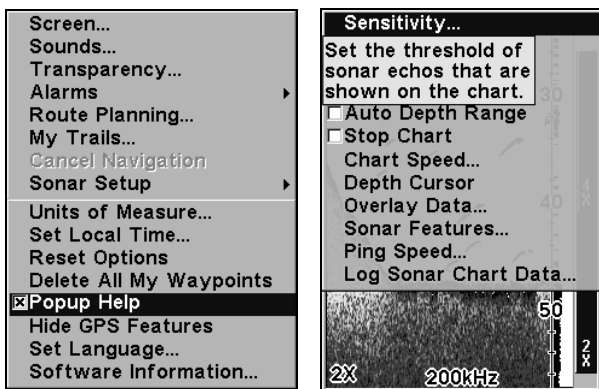 Screen...
Sounds...
Transparency...
Alarms
Route Planning...
My Trails...
Cancel Navigation
Sonar Setup
Units of Measure...
Set Local Time...
Reset Options
Delete All My Waypoints
Popup Help
Hide GPS Features
Set Language...
Software Information...
Sensitivity...
Set the threshold of
sonar echos that are
shown on the chart.
30
Auto Depth Range
Stop Chart
Chart Speed...
Depth Cursor
4X
Overlay Data...
40
Sonar Features...
Ping Speed...
Log Sonar Chart Data...
50
2X
2X
200kHz